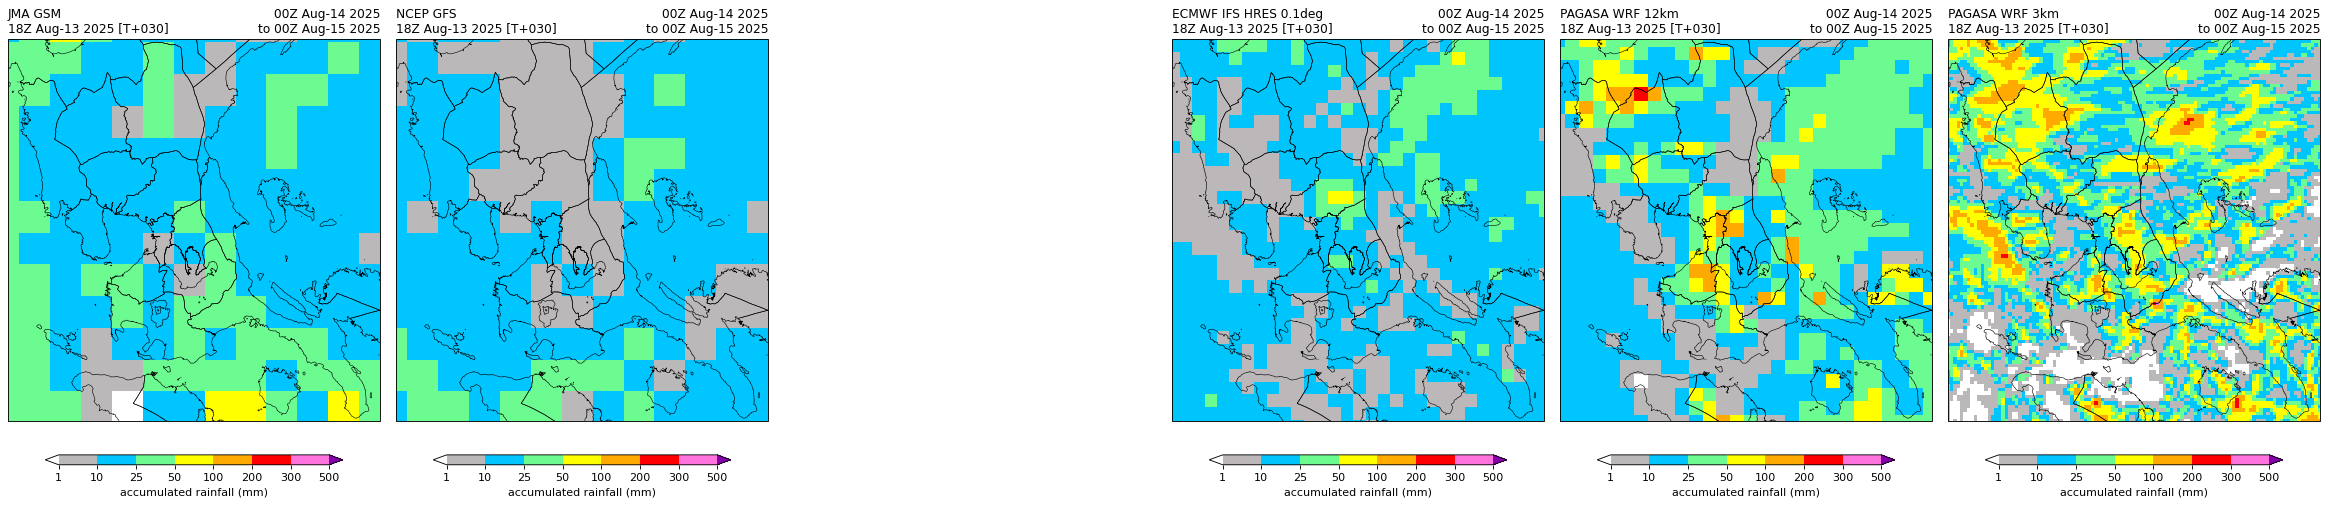 JMA GSM 00Z Aug-14 2025
18Z Aug-13 2025 [T+030] to 00Z Aug-15 2025
1 10 25 50 100 200 300 500
accumulated rainfall (mm)
NCEP GFS 00Z Aug-14 2025
18Z Aug-13 2025 [T+030] to 00Z Aug-15 2025
1 10 25 50 100 200 300 500
accumulated rainfall (mm)
ECMWF IFS HRES 0.1deg 00Z Aug-14 2025
18Z Aug-13 2025 [T+030] to 00Z Aug-15 2025
1 10 25 50 100 200 300 500
accumulated rainfall (mm)
PAGASA WRF 12km 00Z Aug-14 2025
18Z Aug-13 2025 [T+030] to 00Z Aug-15 2025
1 10 25 50 100 200 300 500
accumulated rainfall (mm)
PAGASA WRF 3km 00Z Aug-14 2025
18Z Aug-13 2025 [T+030] to 00Z Aug-15 2025
1 10 25 50 100 200 300 500
accumulated rainfall (mm)